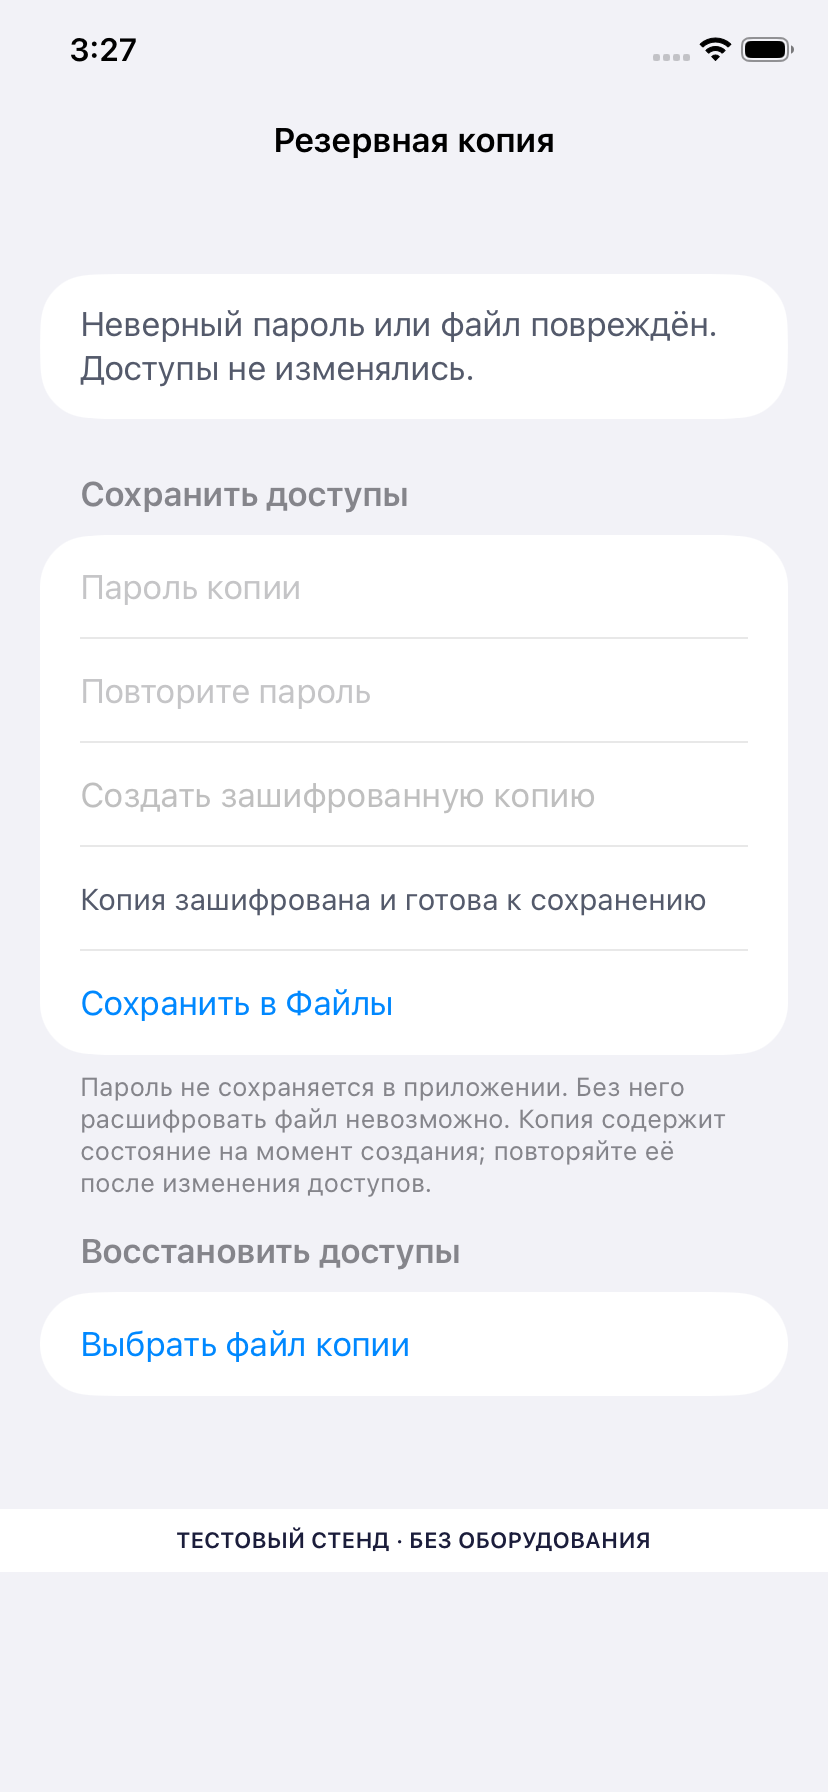 3:27
Резервная копия
Неверный пароль или файл повреждён.
Доступы не изменялись.
Сохранить доступы
Пароль копии
Повторите пароль
Создать зашифрованную копию
Копия зашифрована и готова к сохранению
Сохранить в Файлы
Пароль не сохраняется в приложении. Без него
расшифровать файл невозможно. Копия содержит
состояние на момент создания; повторяйте её
после изменения доступов.
Восстановить доступы
Выбрать файл копии
ТЕСТОВЫЙ СТЕНД · БЕЗ ОБОРУДОВАНИЯ